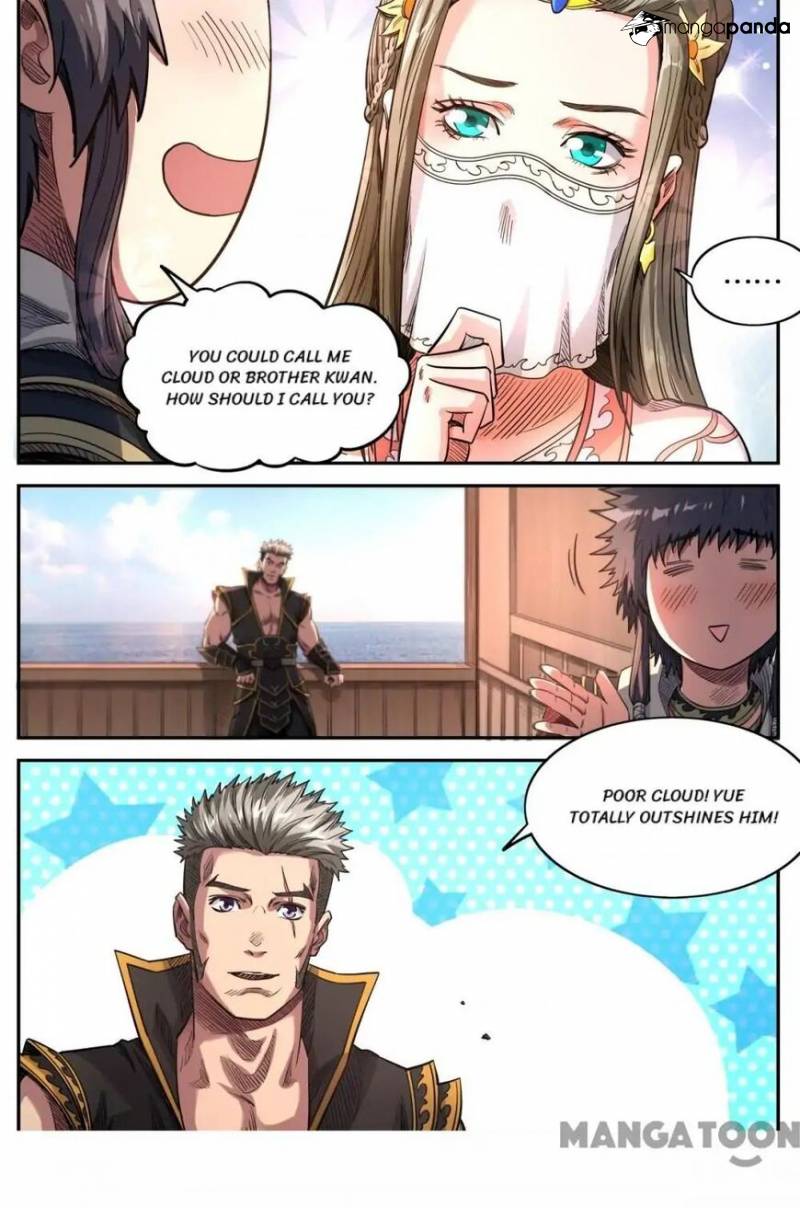 mangapanda
......
YOU COULD CALL ME
CLOUD OR BROTHER KWAN.
HOW SHOULD I CALL YOU?
POOR CLOUD! YUE
TOTALLY OUTSHINES HIM!
MANGATOON